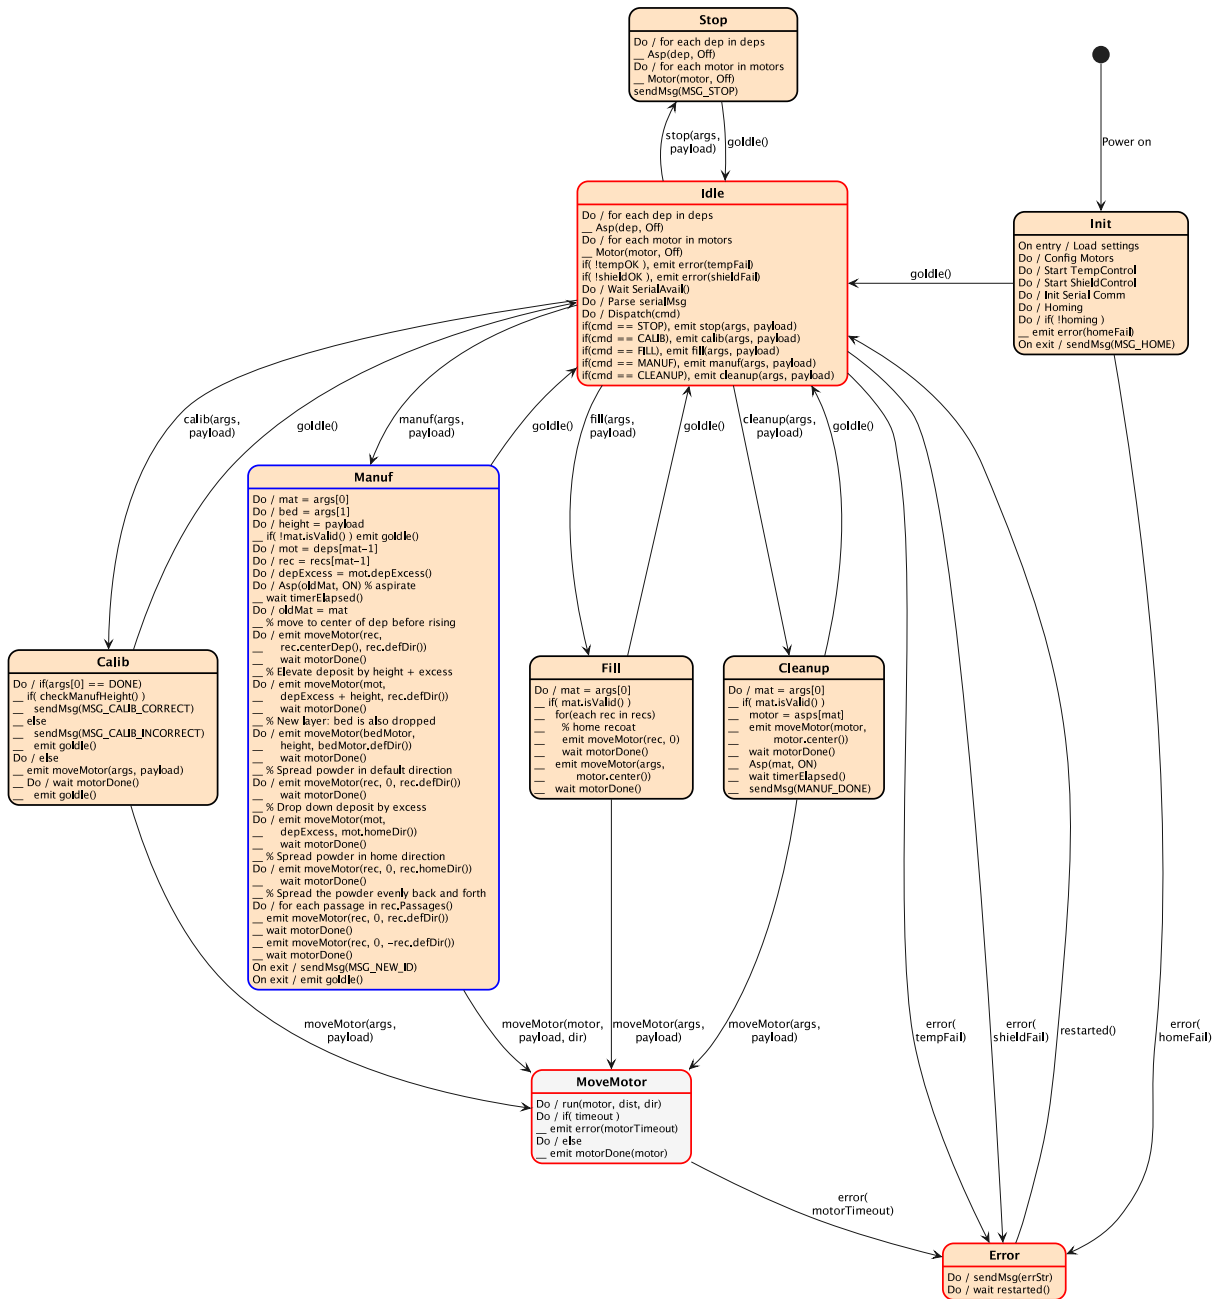 Stop
Do / for each dep in deps
__ Asp(dep, Off)
Do / for each motor in motors
__ Motor(motor, Off)
sendMsg(MSG_STOP)
stop(args,
payload)
goIdle()
Power on
Idle
Do / for each dep in deps
__ Asp(dep, Off)
Do / for each motor in motors
__ Motor(motor, Off)
if( !tempOK ), emit error(tempFail)
if( !shieldOK ), emit error(shieldFail)
Do / Wait SerialAvail()
Do / Parse serialMsg
Do / Dispatch(cmd)
if(cmd == STOP), emit stop(args, payload)
if(cmd == CALIB), emit calib(args, payload)
if(cmd == FILL), emit fill(args, payload)
if(cmd == MANUF), emit manuf(args, payload)
if(cmd == CLEANUP), emit cleanup(args, payload)
goIdle()
Init
On entry / Load settings
Do / Config Motors
Do / Start TempControl
Do / Start ShieldControl
Do / Init Serial Comm
Do / Homing
Do / if( !homing )
__ emit error(homeFail)
On exit / sendMsg(MSG_HOME)
calib(args,
payload)
goIdle()
manuf(args,
payload)
goIdle()
fill(args,
payload)
goIdle()
cleanup(args,
payload)
goIdle()
Manuf
Do / mat = args[0]
Do / bed = args[1]
Do / height = payload
__ if( !mat.isValid() ) emit goIdle()
Do / mot = deps[mat-1]
Do / rec = recs[mat-1]
Do / depExcess = mot.depExcess()
Do / Asp(oldMat, ON) % aspirate
__ wait timerElapsed()
Do / oldMat = mat
__ % move to center of dep before rising
Do / emit moveMotor(rec,
__ rec.centerDep(), rec.defDir())
__ wait motorDone()
__ % Elevate deposit by height + excess
Do / emit moveMotor(mot,
__ depExcess + height, rec.defDir())
__ wait motorDone()
__ % New layer: bed is also dropped
Do / emit moveMotor(bedMotor,
__ height, bedMotor.defDir())
__ wait motorDone()
__ % Spread powder in default direction
Do / emit moveMotor(rec, 0, rec.defDir())
__ wait motorDone()
__ % Drop down deposit by excess
Do / emit moveMotor(mot,
__ depExcess, mot.homeDir())
__ wait motorDone()
__ % Spread powder in home direction
Do / emit moveMotor(rec, 0, rec.homeDir())
__ wait motorDone()
__ % Spread the powder evenly back and forth
Do / for each passage in rec.Passages()
__ emit moveMotor(rec, 0, rec.defDir())
__ wait motorDone()
__ emit moveMotor(rec, 0, -rec.defDir())
__ wait motorDone()
On exit / sendMsg(MSG_NEW_ID)
On exit / emit goIdle()
Calib
Do / if(args[0] == DONE)
__ if( checkManufHeight() )
__ sendMsg(MSG_CALIB_CORRECT)
__ else
__ sendMsg(MSG_CALIB_INCORRECT)
__ emit goIdle()
Do / else
__ emit moveMotor(args, payload)
__ Do / wait motorDone()
__ emit goIdle()
Fill
Do / mat = args[0]
__ if( mat.isValid() )
__ for(each rec in recs)
__ % home recoat
__ emit moveMotor(rec, 0)
__ wait motorDone()
__ emit moveMotor(args,
__ motor.center())
__ wait motorDone()
Cleanup
Do / mat = args[0]
__ if( mat.isValid() )
__ motor = asps[mat]
__ emit moveMotor(motor,
__ motor.center())
__ wait motorDone()
__ Asp(mat, ON)
__ wait timerElapsed()
__ sendMsg(MANUF_DONE)
moveMotor(args,
payload)
moveMotor(motor,
payload, dir)
moveMotor(args,
payload)
moveMotor(args,
payload)
error(
tempFail)
error(
shieldFail)
restarted()
error(
homeFail)
MoveMotor
Do / run(motor, dist, dir)
Do / if( timeout )
__ emit error(motorTimeout)
Do / else
__ emit motorDone(motor)
error(
motorTimeout)
Error
Do / sendMsg(errStr)
Do / wait restarted()